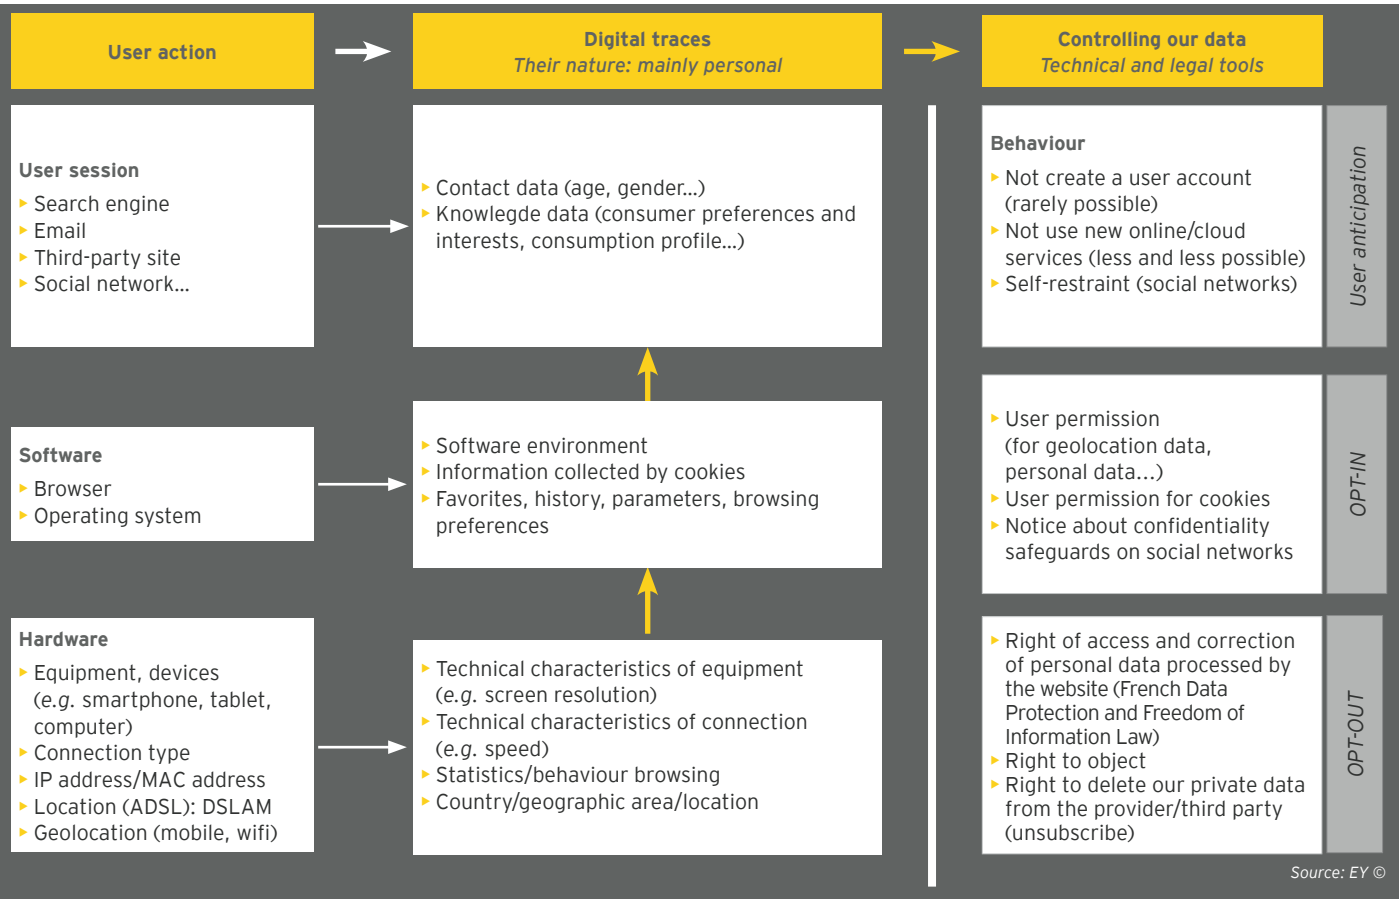 User action
Digital traces
Their nature: mainly personal
Controlling our data
Technical and legal tools
User session
Search engine
Email
Third-party site
Social network...
Contact data (age, gender...)
Knowlegde data (consumer preferences and
interests, consumption profile...)
Behaviour
Not create a user account
(rarely possible)
Not use new online/cloud
services (less and less possible)
Self-restraint (social networks)
User anticipation
Software
Browser
Operating system
Software environment
Information collected by cookies
Favorites, history, parameters, browsing
preferences
User permission
(for geolocation data,
personal data...)
User permission for cookies
Notice about confidentiality
safeguards on social networks
OPT-IN
Hardware
Equipment, devices
(e.g. smartphone, tablet,
computer)
Connection type
IP address/MAC address
Location (ADSL): DSLAM
Geolocation (mobile, wifi)
Technical characteristics of equipment
(e.g. screen resolution)
Technical characteristics of connection
(e.g. speed)
Statistics/behaviour browsing
Country/geographic area/location
Right of access and correction
of personal data processed by
the website (French Data
Protection and Freedom of
Information Law)
Right to object
Right to delete our private data
from the provider/third party
(unsubscribe)
OPT-OUT
Source: EY ©